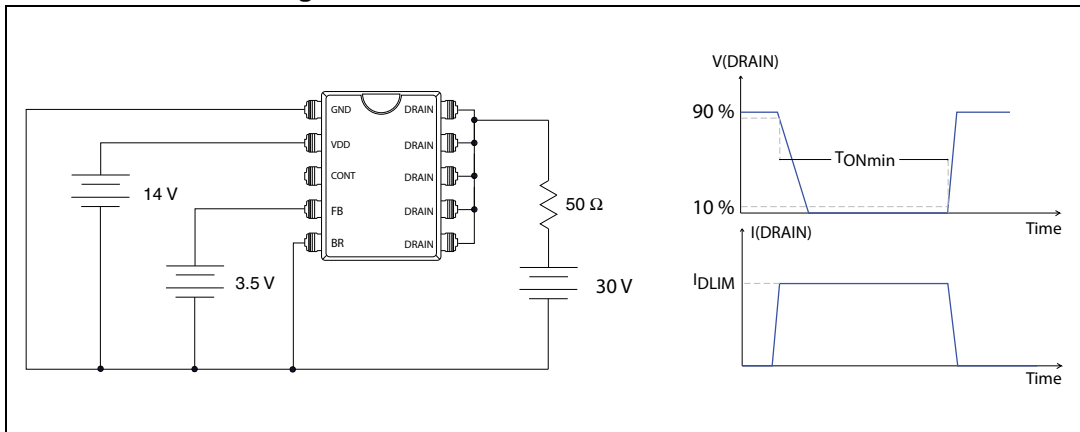 g
GND DRAIN
VDD DRAIN
CONT DRAIN
FB DRAIN
BR DRAIN
14 V
3.5 V
50 Ω
30 V
V(DRAIN)
90 %
TONmin
10 %
Time
I(DRAIN)
IDLIM
Time